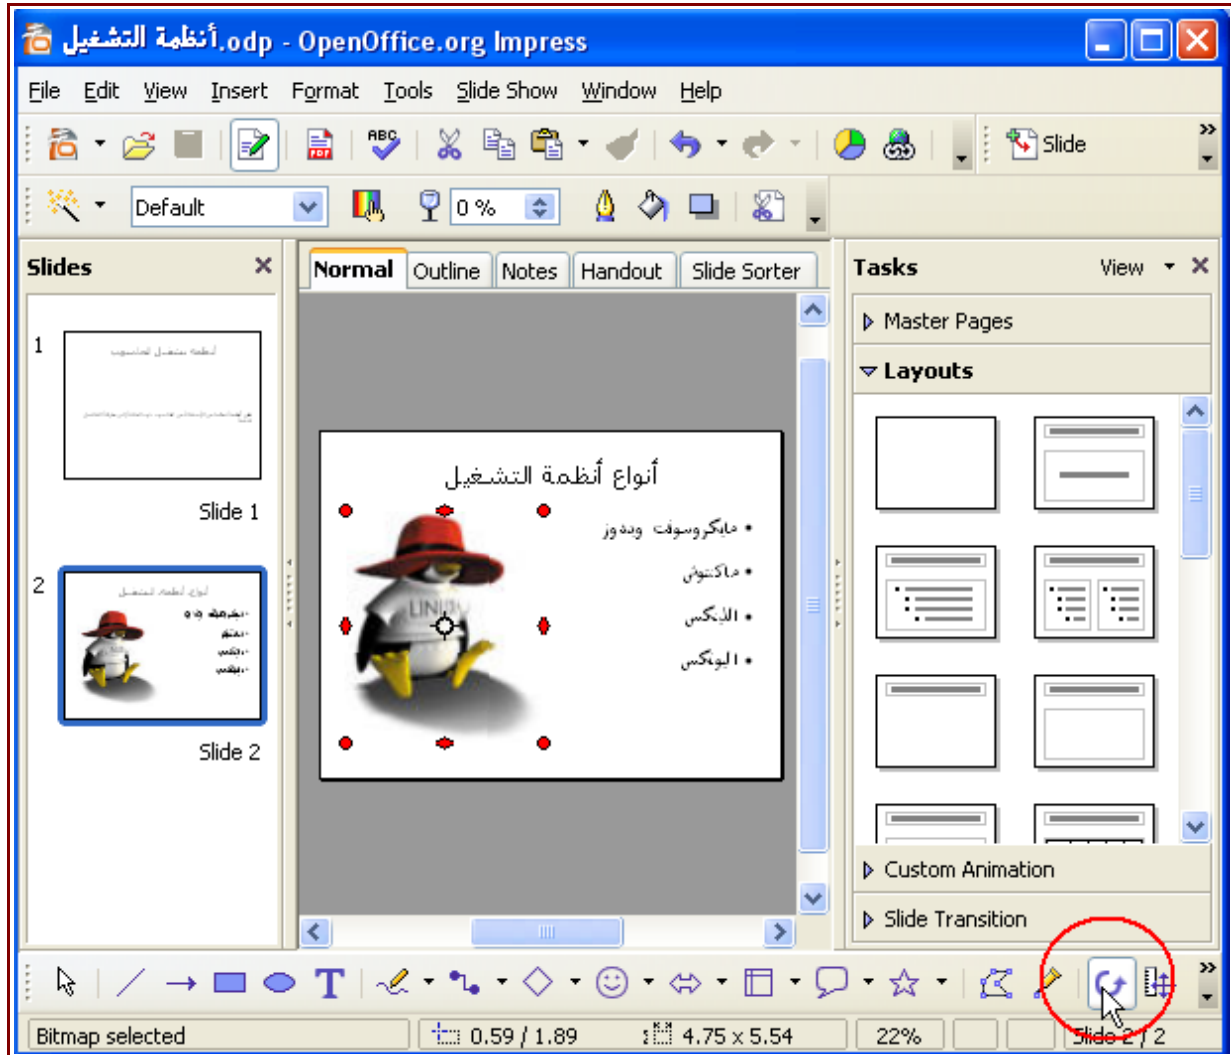 أنظمة التشغيل.odp - OpenOffice.org Impress
File Edit View Insert Format Tools Slide Show Window Help
ABC PDF Slide
Default 0 %
Slides
Normal Outline Notes Handout Slide Sorter
Tasks View
Master Pages
Layouts
1
Slide 1
2
Slide 2
أنواع أنظمة التشغيل
• مايكروسوفت ويندوز
• ماكنتوش
• اللينكس
• اليونكس
LINUX
Custom Animation
Slide Transition
T
Bitmap selected 0.59 / 1.89 4.75 x 5.54 22% Slide 2 / 2